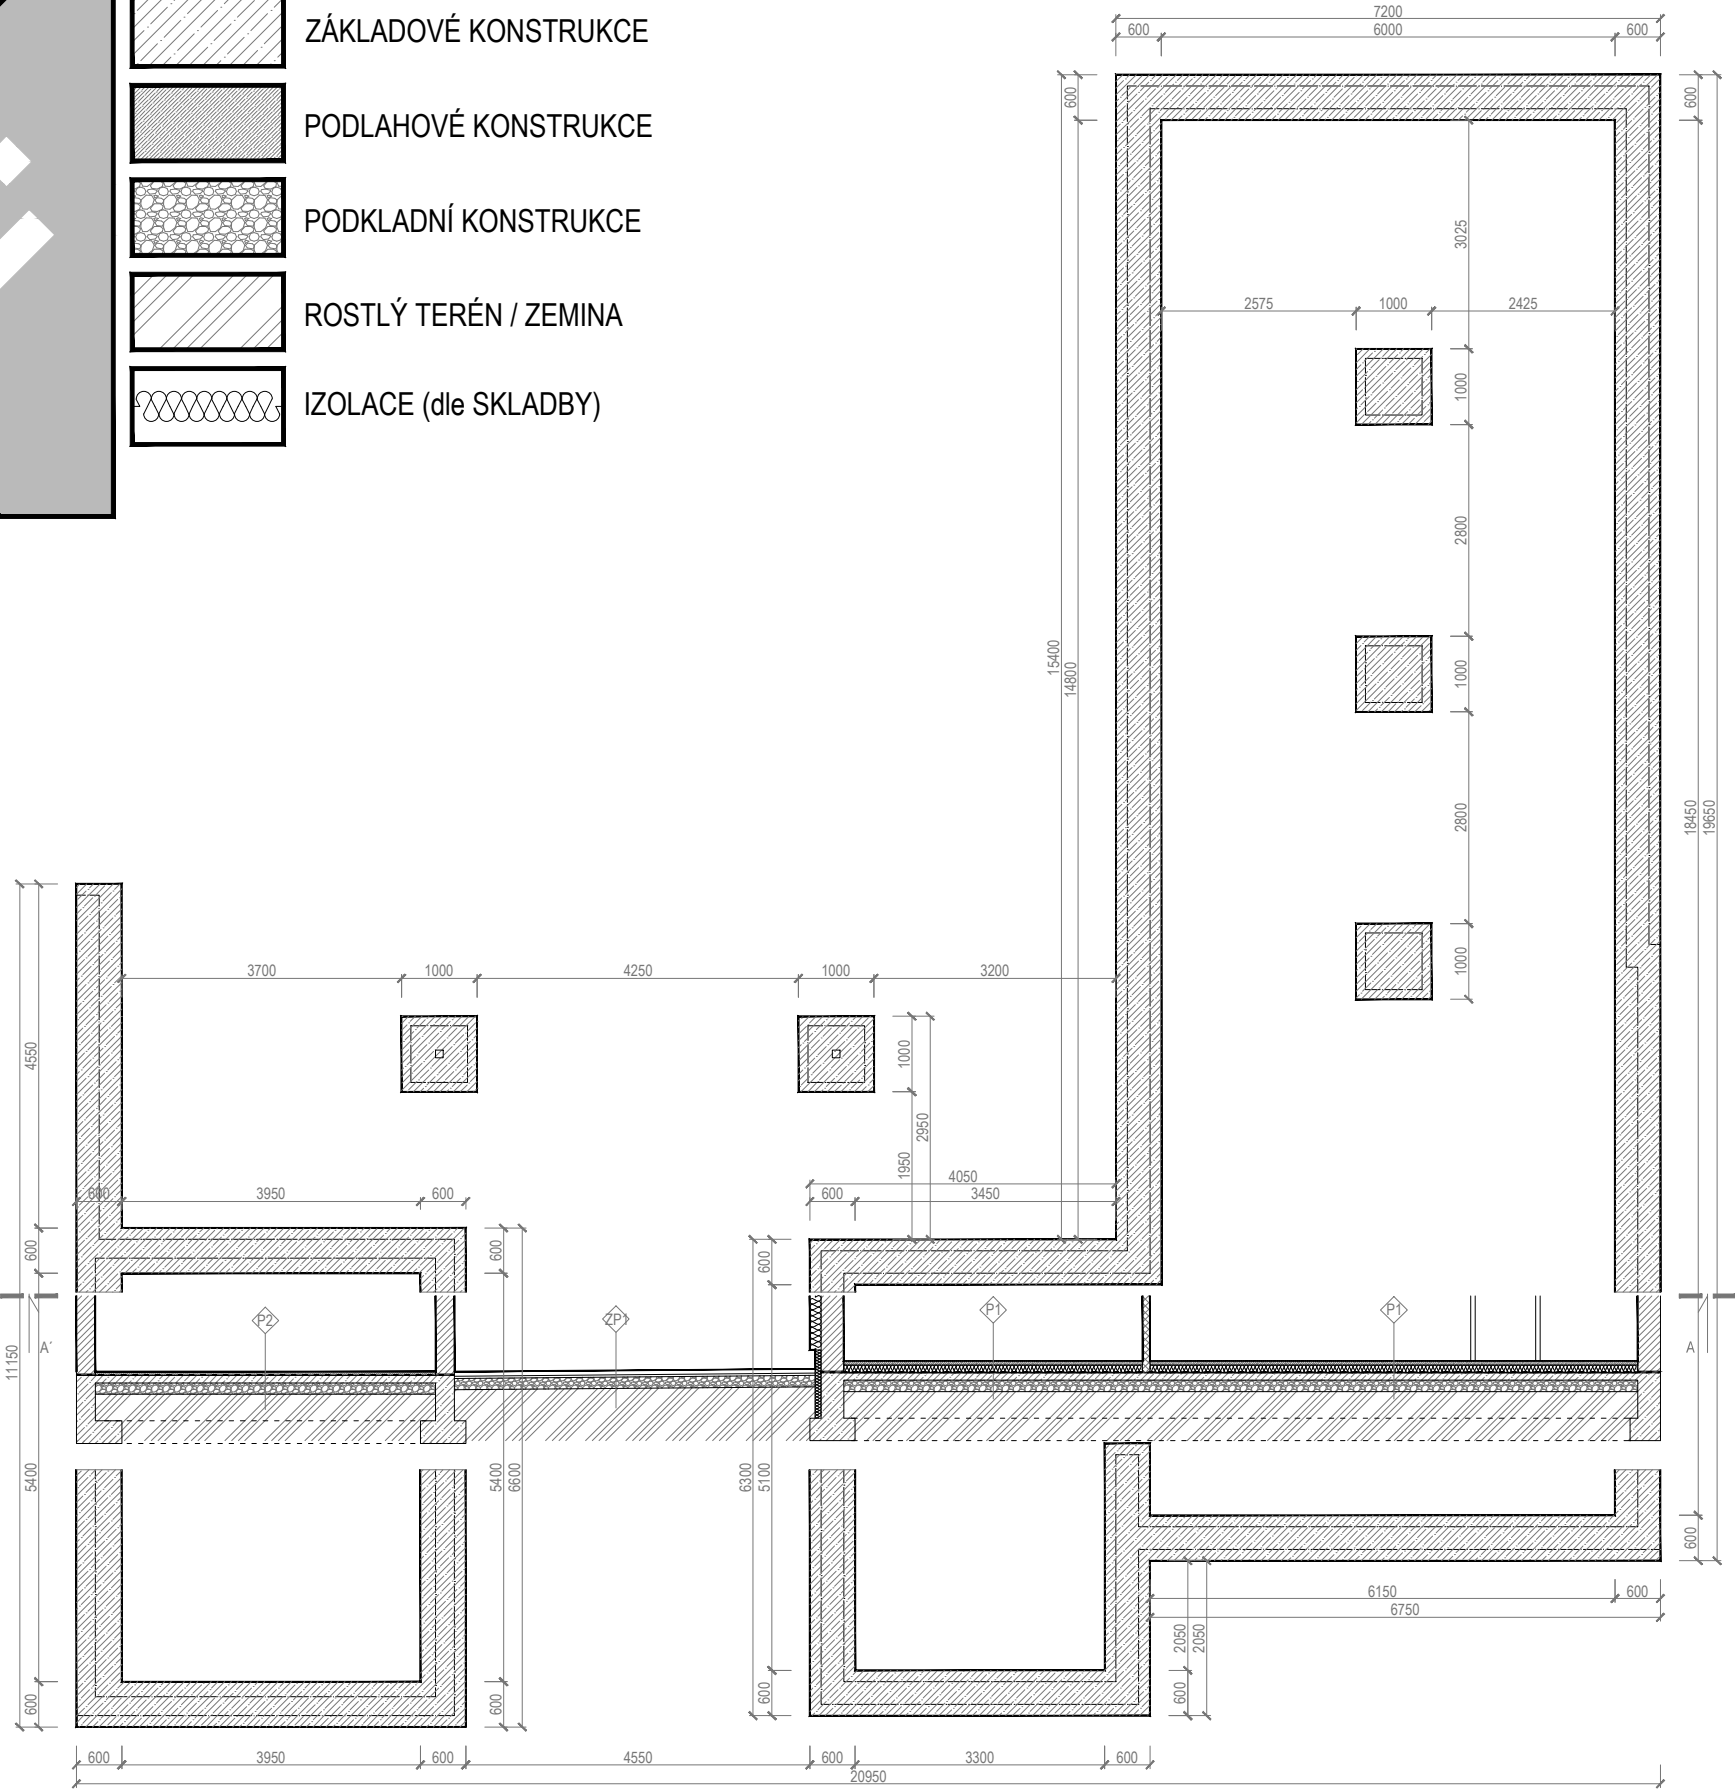 ZÁKLADOVÉ KONSTRUKCE
PODLAHOVÉ KONSTRUKCE
PODKLADNÍ KONSTRUKCE
ROSTLÝ TERÉN / ZEMINA
IZOLACE (dle SKLADBY)
7200
600 6000 600
600
600
3025
2575 1000 2425
1000
2800
15400
14800
1000
2800
18450
19650
1000
3700 1000 4250 1000 3200
4550
1000
2950
1950
4050
600 3950 600
600 3450
600
600
600
P2
ZP1
P1
P1
A´
A
11150
5400
5400
6600
6300
5100
600
6150 600
6750
2050
2050
600
600
600
600
600 3950 600 4550 600 3300 600
20950